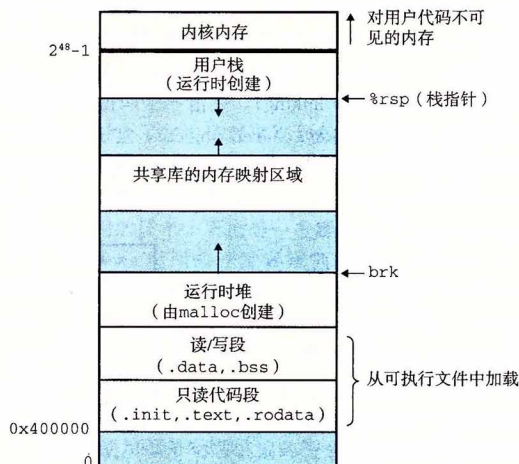 内核内存
对用户代码不可
见的内存
2⁴⁸-1
用户栈
(运行时创建)
%rsp(栈指针)
共享库的内存映射区域
brk
运行时堆
(由malloc创建)
读/写段
(.data,.bss)
从可执行文件中加载
只读代码段
(.init,.text,.rodata)
0x400000
0